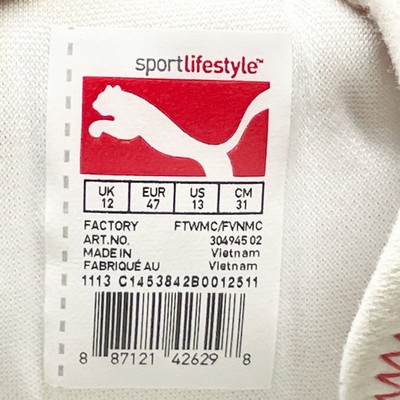 sportlifestyle™
UK EUR US CM
12 47 13 31
FACTORY FTWMC/FVNMC
ART.NO. 304945 02
MADE IN Vietnam
FABRIQUÉ AU Vietnam
1113 C1453842B0012511
8 87121 42629 8